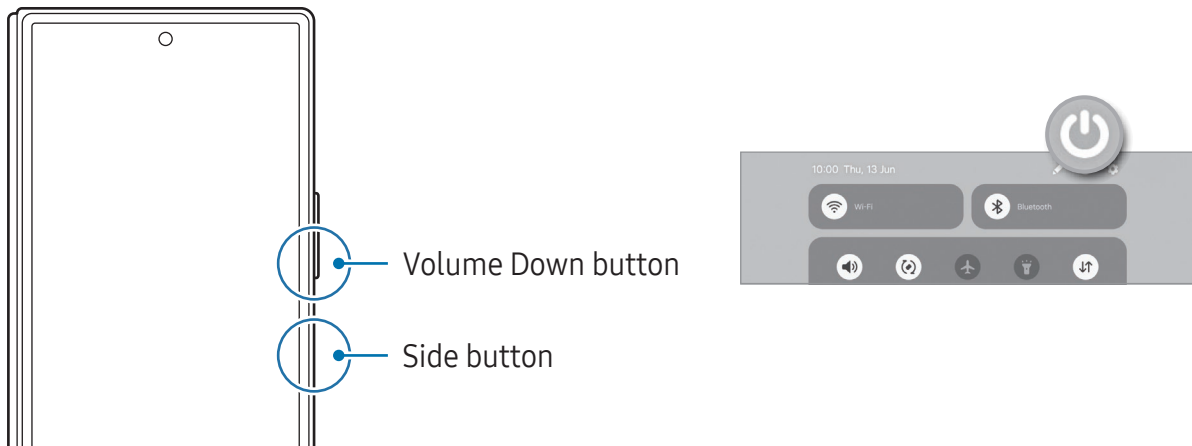 Volume Down button
Side button
10:00 Thu, 13 Jun
Wi-Fi
Bluetooth